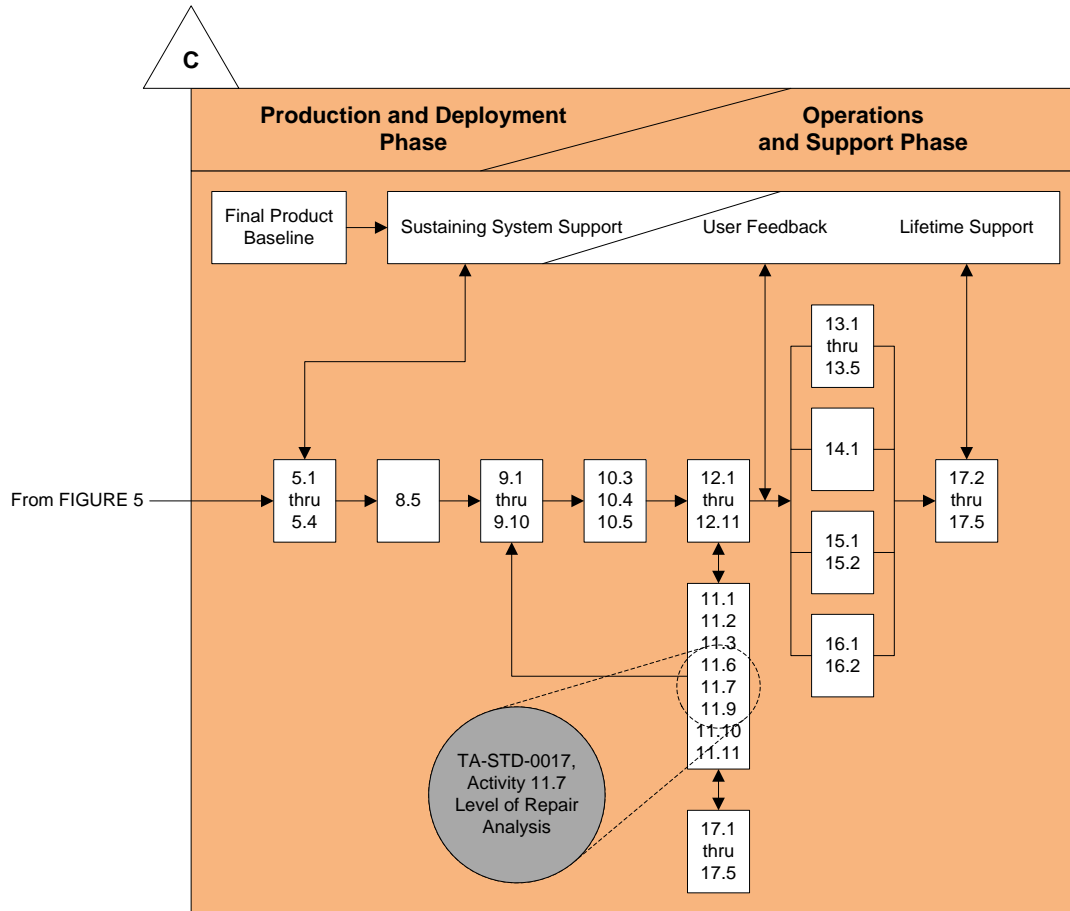 C
Production and Deployment
Phase
Operations
and Support Phase
Final Product
Baseline
Sustaining System Support
User Feedback
Lifetime Support
13.1
thru
13.5
14.1
15.1
15.2
16.1
16.2
From FIGURE 5
5.1
thru
5.4
8.5
9.1
thru
9.10
10.3
10.4
10.5
12.1
thru
12.11
17.2
thru
17.5
11.1
11.2
11.3
11.6
11.7
11.9
11.10
11.11
TA-STD-0017,
Activity 11.7
Level of Repair
Analysis
17.1
thru
17.5